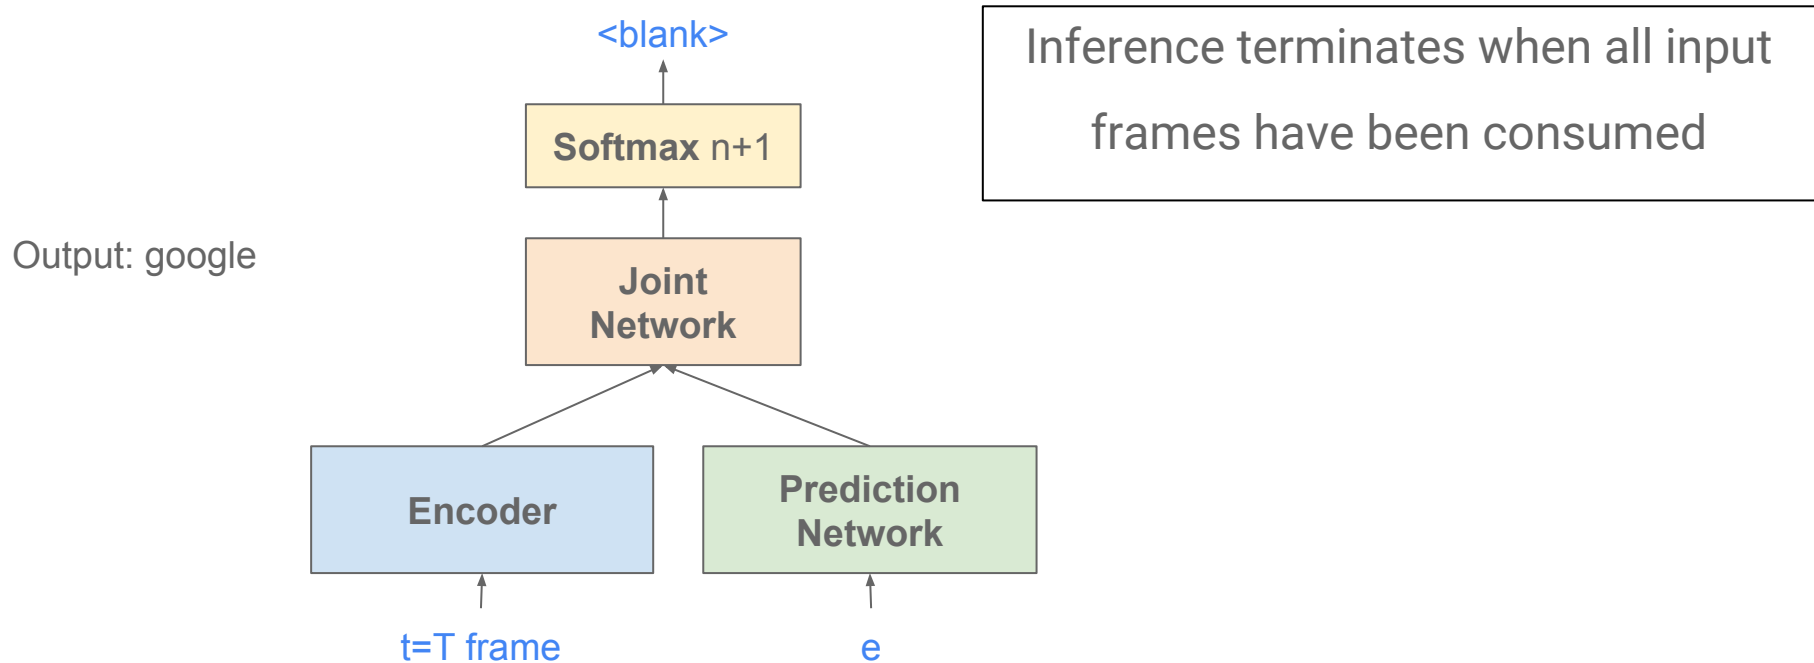 <blank>
Inference terminates when all input
frames have been consumed
Softmax n+1
Output: google
Joint
Network
Encoder
Prediction
Network
t=T frame
e